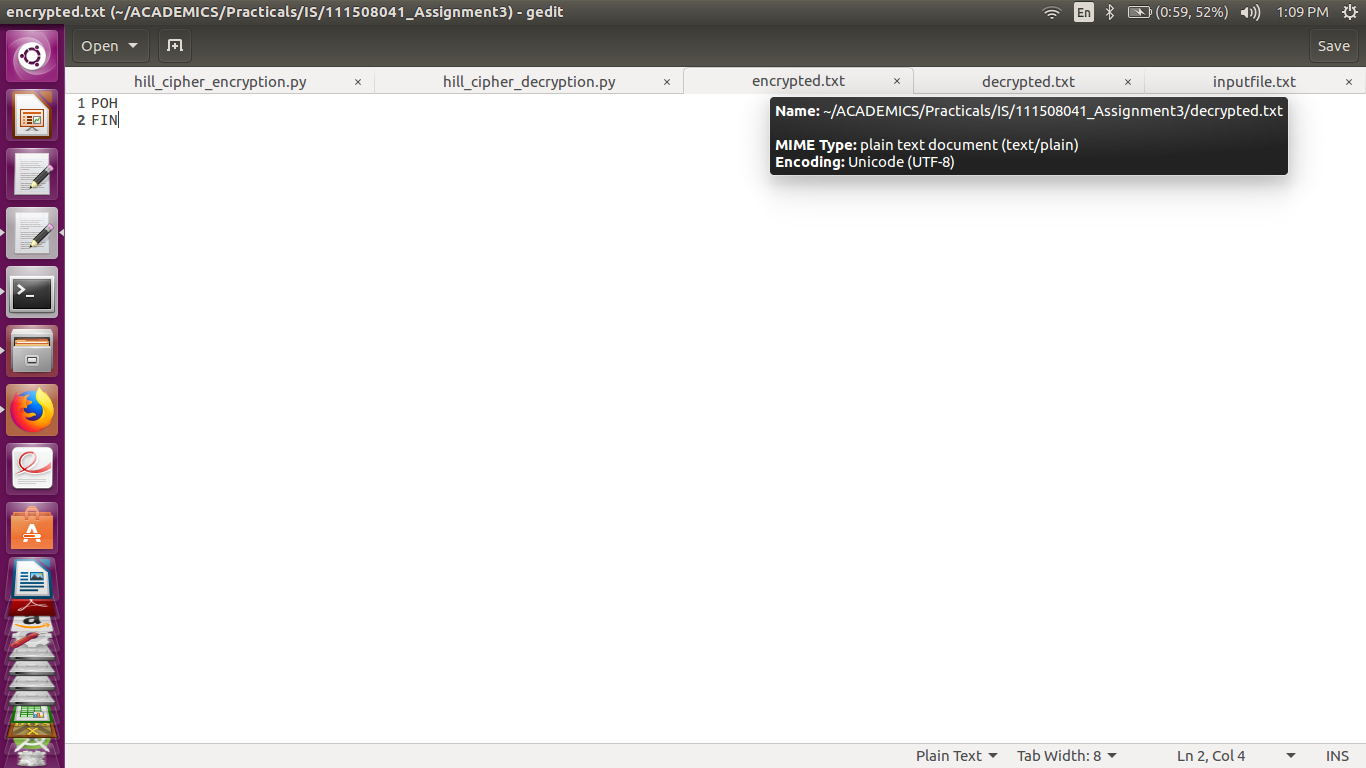 encrypted.txt (~/ACADEMICS/Practicals/IS/111508041_Assignment3) - gedit
En
(0:59, 52%)
1:09 PM
Open
Save
hill_cipher_encryption.py ×
hill_cipher_decryption.py ×
encrypted.txt ×
decrypted.txt ×
inputfile.txt ×
1 POH
2 FIN
Name: ~/ACADEMICS/Practicals/IS/111508041_Assignment3/decrypted.txt
MIME Type: plain text document (text/plain)
Encoding: Unicode (UTF-8)
>_
A
a
Plain Text
Tab Width: 8
Ln 2, Col 4
INS